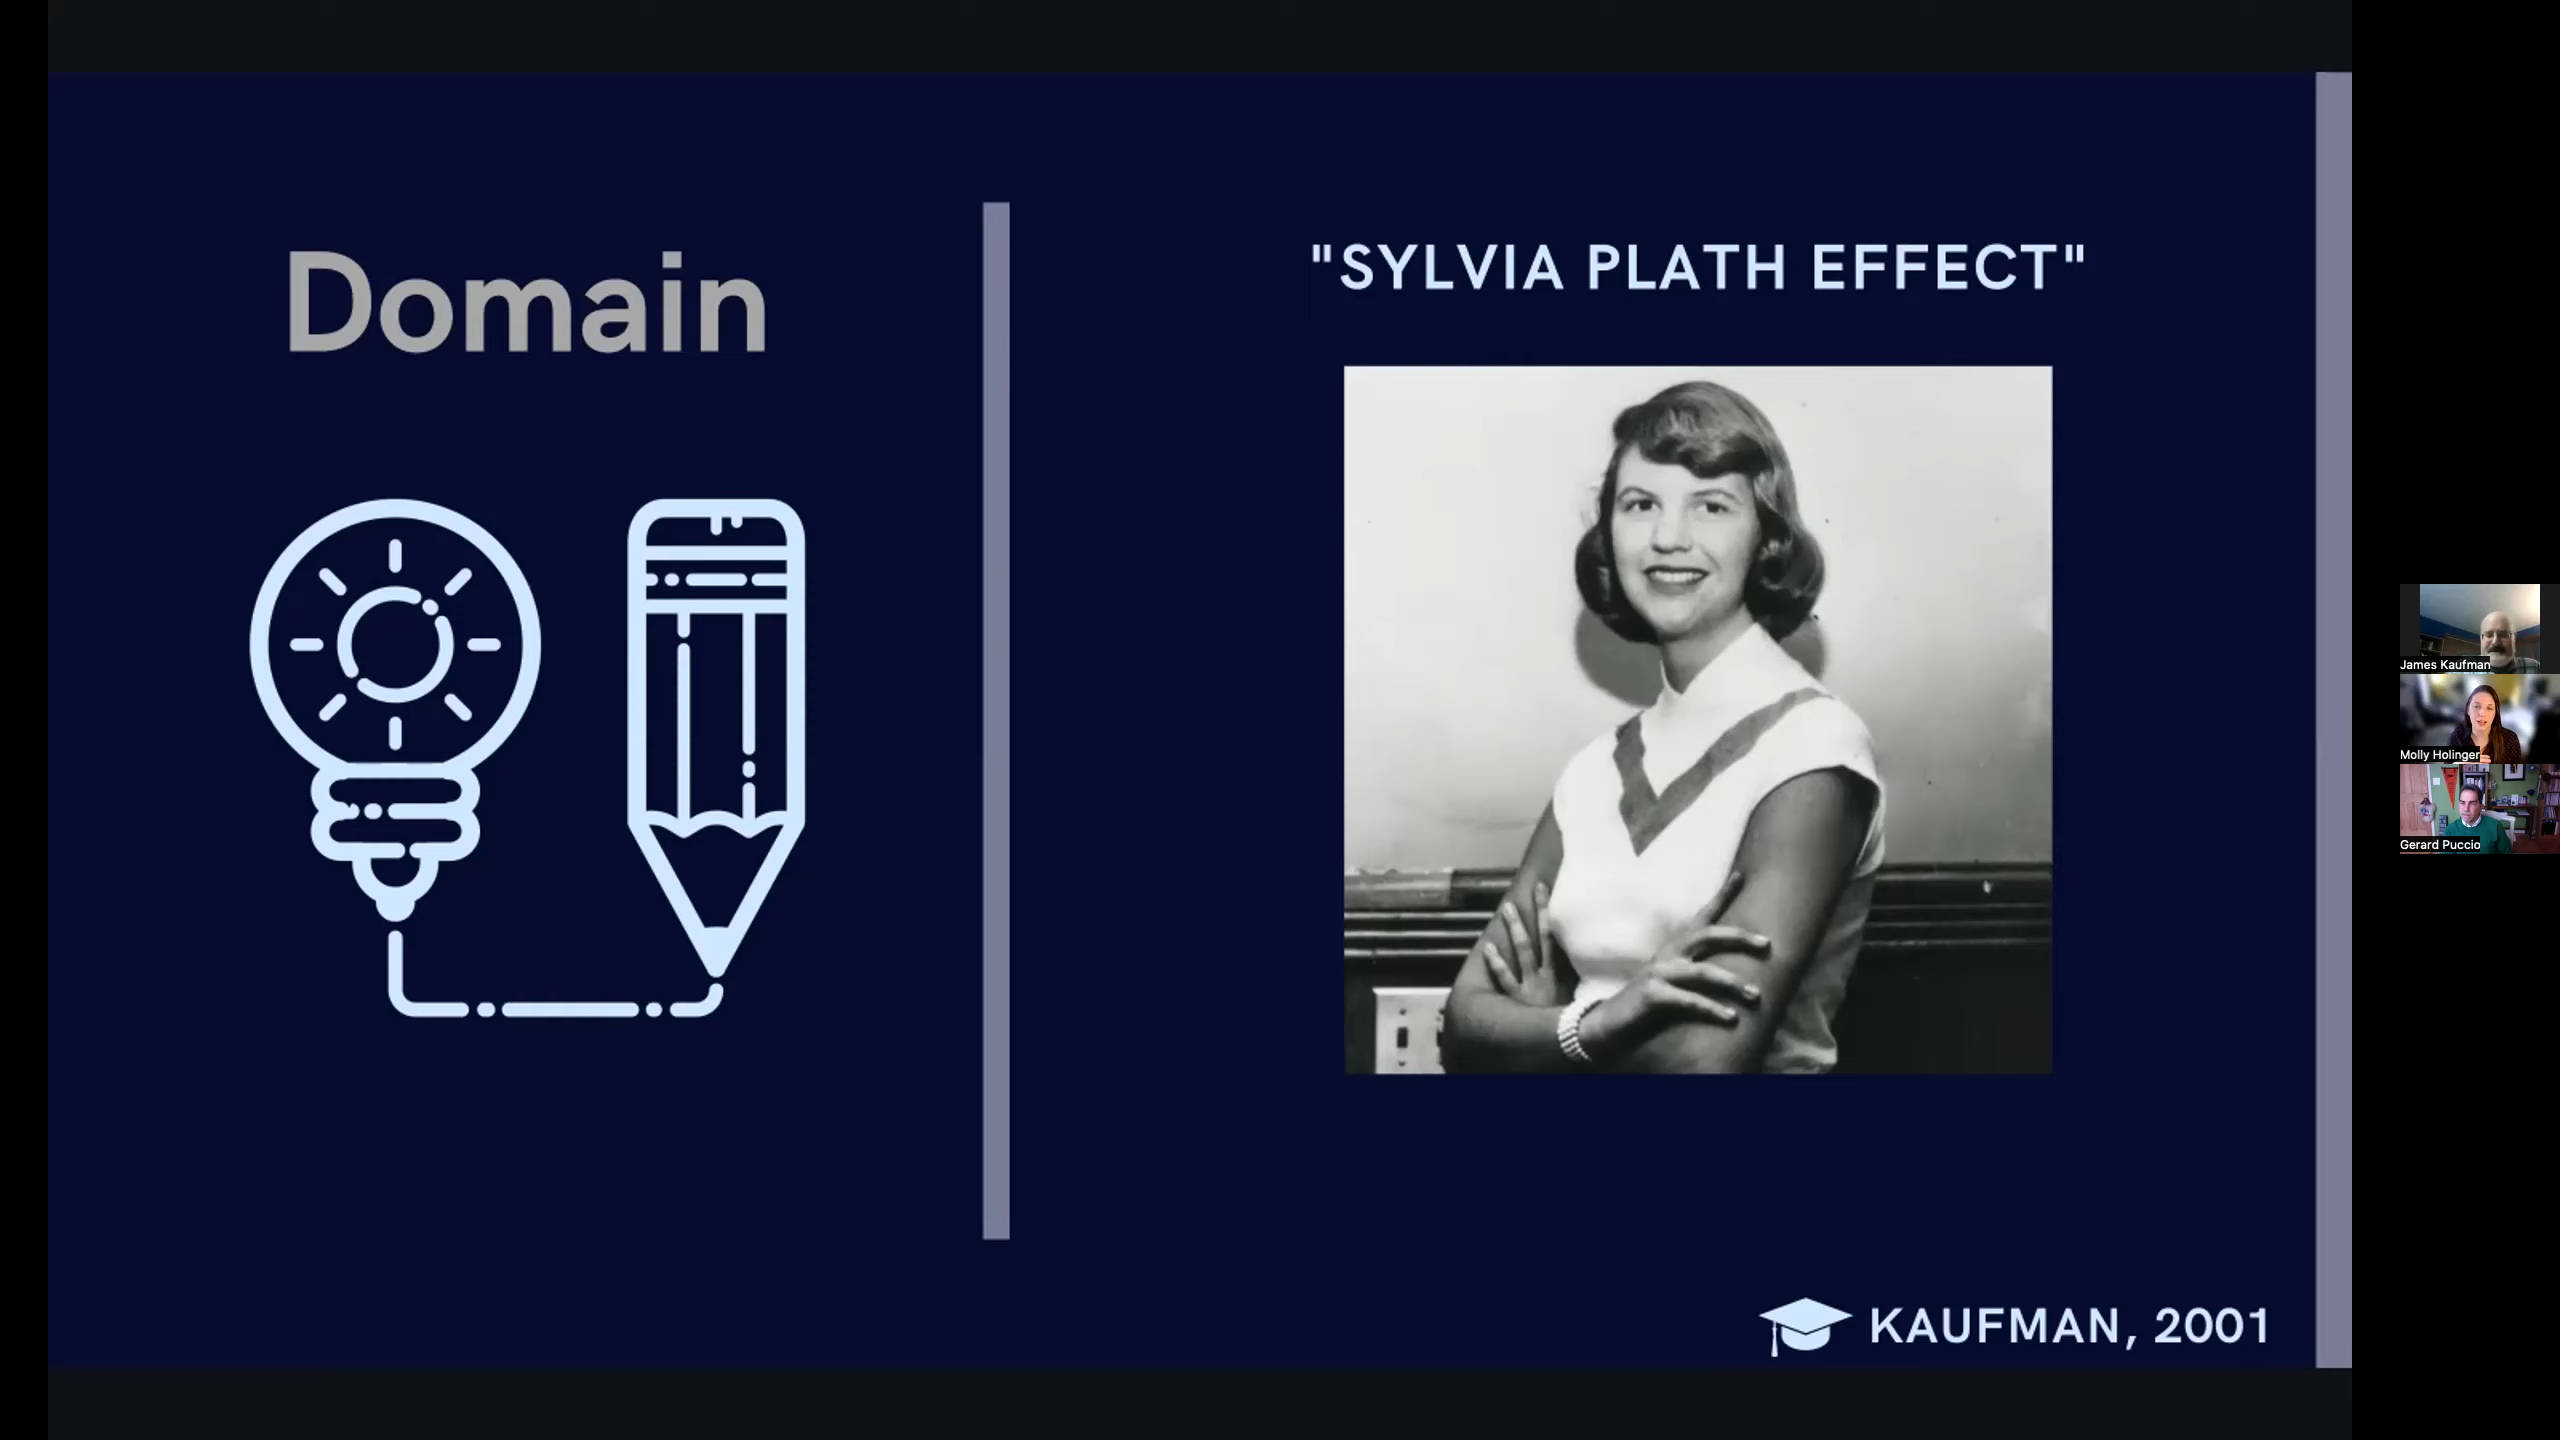 Domain
"SYLVIA PLATH EFFECT"
KAUFMAN, 2001
James Kaufman
Molly Holinger
Gerard Puccio